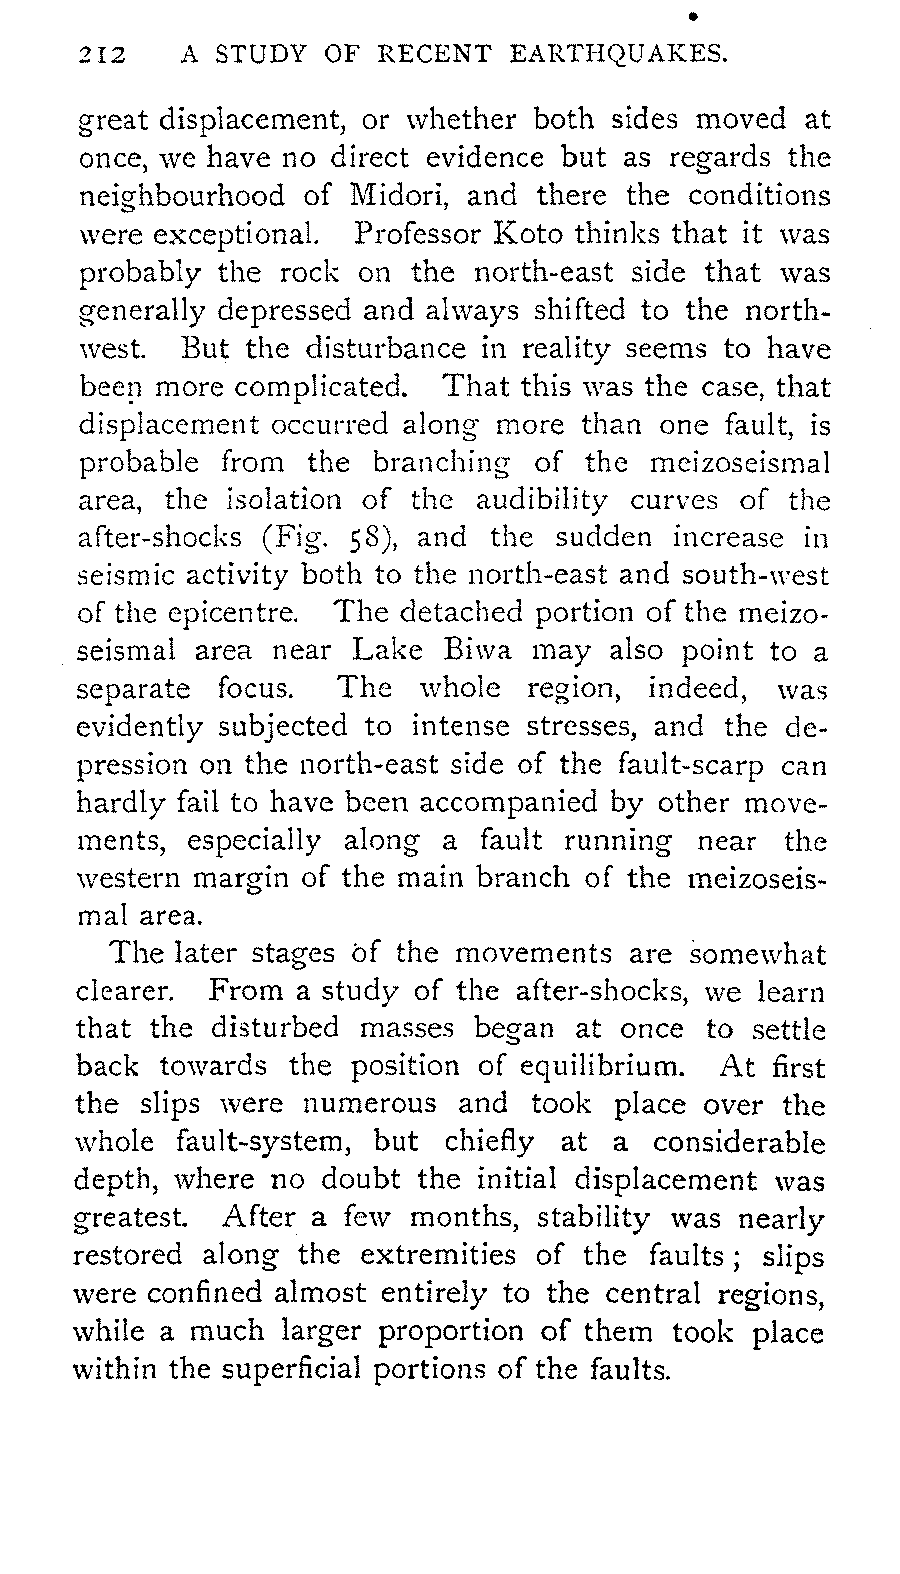 212 A STUDY OF RECENT EARTHQUAKES.
great displacement, or whether both sides moved at
once, we have no direct evidence but as regards the
neighbourhood of Midori, and there the conditions
were exceptional. Professor Koto thinks that it was
probably the rock on the north-east side that was
generally depressed and always shifted to the north-
west. But the disturbance in reality seems to have
been more complicated. That this was the case, that
displacement occurred along more than one fault, is
probable from the branching of the meizoseismal
area, the isolation of the audibility curves of the
after-shocks (Fig. 58), and the sudden increase in
seismic activity both to the north-east and south-west
of the epicentre. The detached portion of the meizo-
seismal area near Lake Biwa may also point to a
separate focus. The whole region, indeed, was
evidently subjected to intense stresses, and the de-
pression on the north-east side of the fault-scarp can
hardly fail to have been accompanied by other move-
ments, especially along a fault running near the
western margin of the main branch of the meizoseis-
mal area.
The later stages of the movements are somewhat
clearer. From a study of the after-shocks, we learn
that the disturbed masses began at once to settle
back towards the position of equilibrium. At first
the slips were numerous and took place over the
whole fault-system, but chiefly at a considerable
depth, where no doubt the initial displacement was
greatest. After a few months, stability was nearly
restored along the extremities of the faults; slips
were confined almost entirely to the central regions,
while a much larger proportion of them took place
within the superficial portions of the faults.